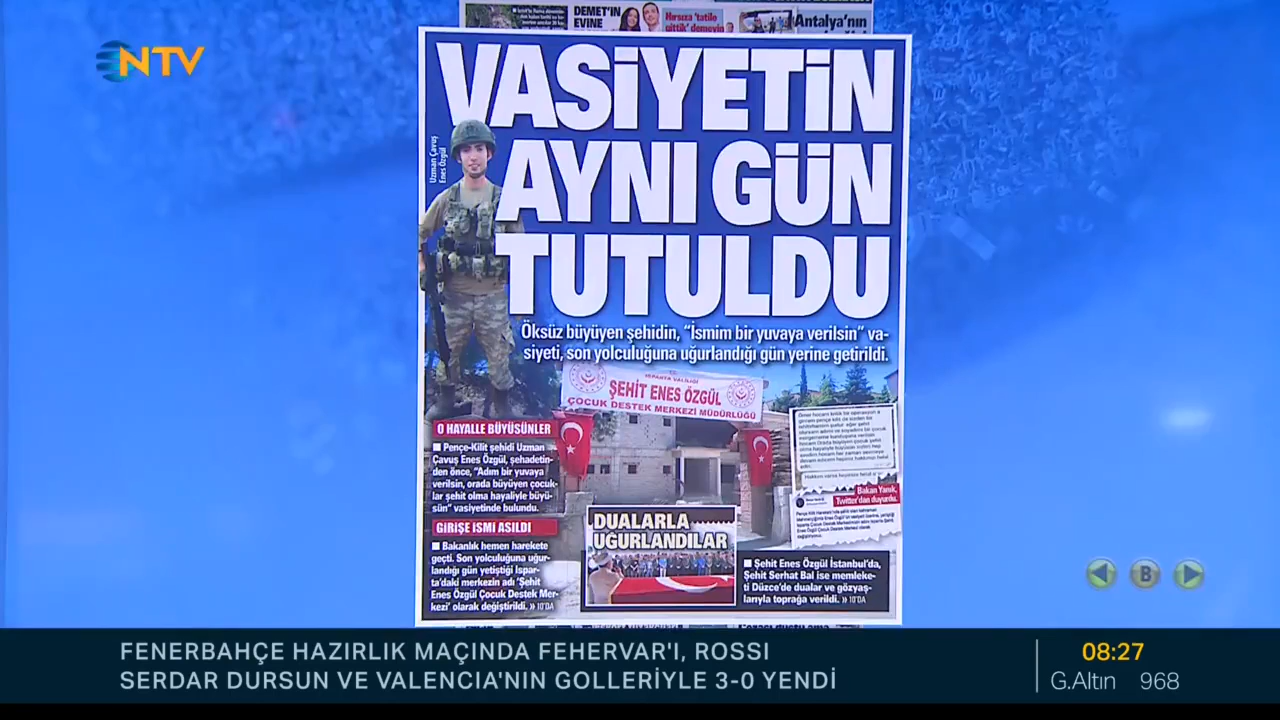 DEMET'İN
EVİNE
Hırsıza 'tatile
gittik' demeyin
Antalya'nın
NTV
VASİYETİN
AYNI GÜN
TUTULDU
Uzman Çavuş
Enes Özgül
Öksüz büyüyen şehidin, “İsmim bir yuvaya verilsin” va-
siyeti, son yolculuğuna uğurlandığı gün yerine getirildi.
ISPARTA VALİLİĞİ
ŞEHİT ENES ÖZGÜL
ÇOCUK DESTEK MERKEZİ MÜDÜRLÜĞÜ
O HAYALLE BÜYÜSÜNLER
■ Pençe-Kilit şehidi Uzman
Çavuş Enes Özgül, şehadetin-
den önce, “Adım bir yuvaya
verilsin, orada büyüyen çocuk-
lar şehit olma hayaliyle büyü-
sün” vasiyetinde bulundu.
GİRİŞE İSMİ ASILDI
■ Bakanlık hemen harekete
geçti. Son yolculuğuna uğur-
landığı gün yetiştiği Ispar-
ta'daki merkezin adı 'Şehit
Enes Özgül Çocuk Destek Mer-
kezi' olarak değiştirildi. » 10'DA
DUALARLA
UĞURLANDILAR
Bakan Yanık,
Twitter'dan duyurdu.
■ Şehit Enes Özgül İstanbul'da,
Şehit Serhat Bal ise memleke-
ti Düzce'de dualar ve gözyaş-
larıyla toprağa verildi. » 10'DA
B
FENERBAHÇE HAZIRLIK MAÇINDA FEHERVAR'I, ROSSI
SERDAR DURSUN VE VALENCIA'NIN GOLLERİYLE 3-0 YENDİ
08:27
G.Altın 968